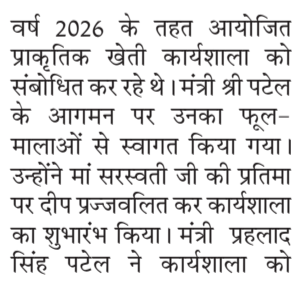 वर्ष 2026 के तहत आयोजित
प्राकृतिक खेती कार्यशाला को
संबोधित कर रहे थे। मंत्री श्री पटेल
के आगमन पर उनका फूल-
मालाओं से स्वागत किया गया।
उन्होंने मां सरस्वती जी की प्रतिमा
पर दीप प्रज्जवलित कर कार्यशाला
का शुभारंभ किया। मंत्री प्रहलाद
सिंह पटेल ने कार्यशाला को